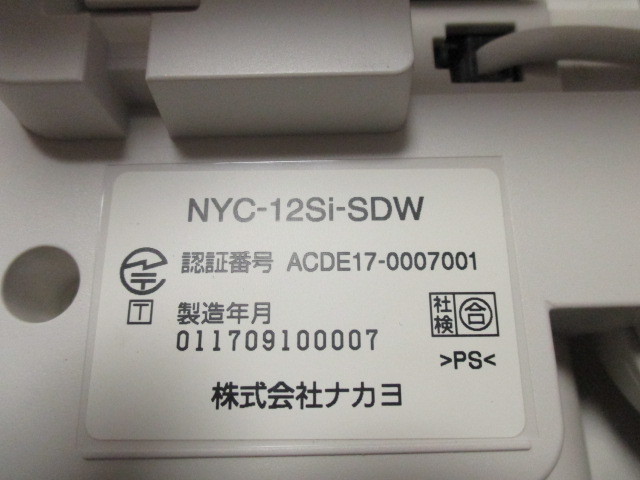 NYC-12Si-SDW
認証番号 ACDE17-0007001
T
製造年月
011709100007
社検 合
>PS<
株式会社ナカヨ